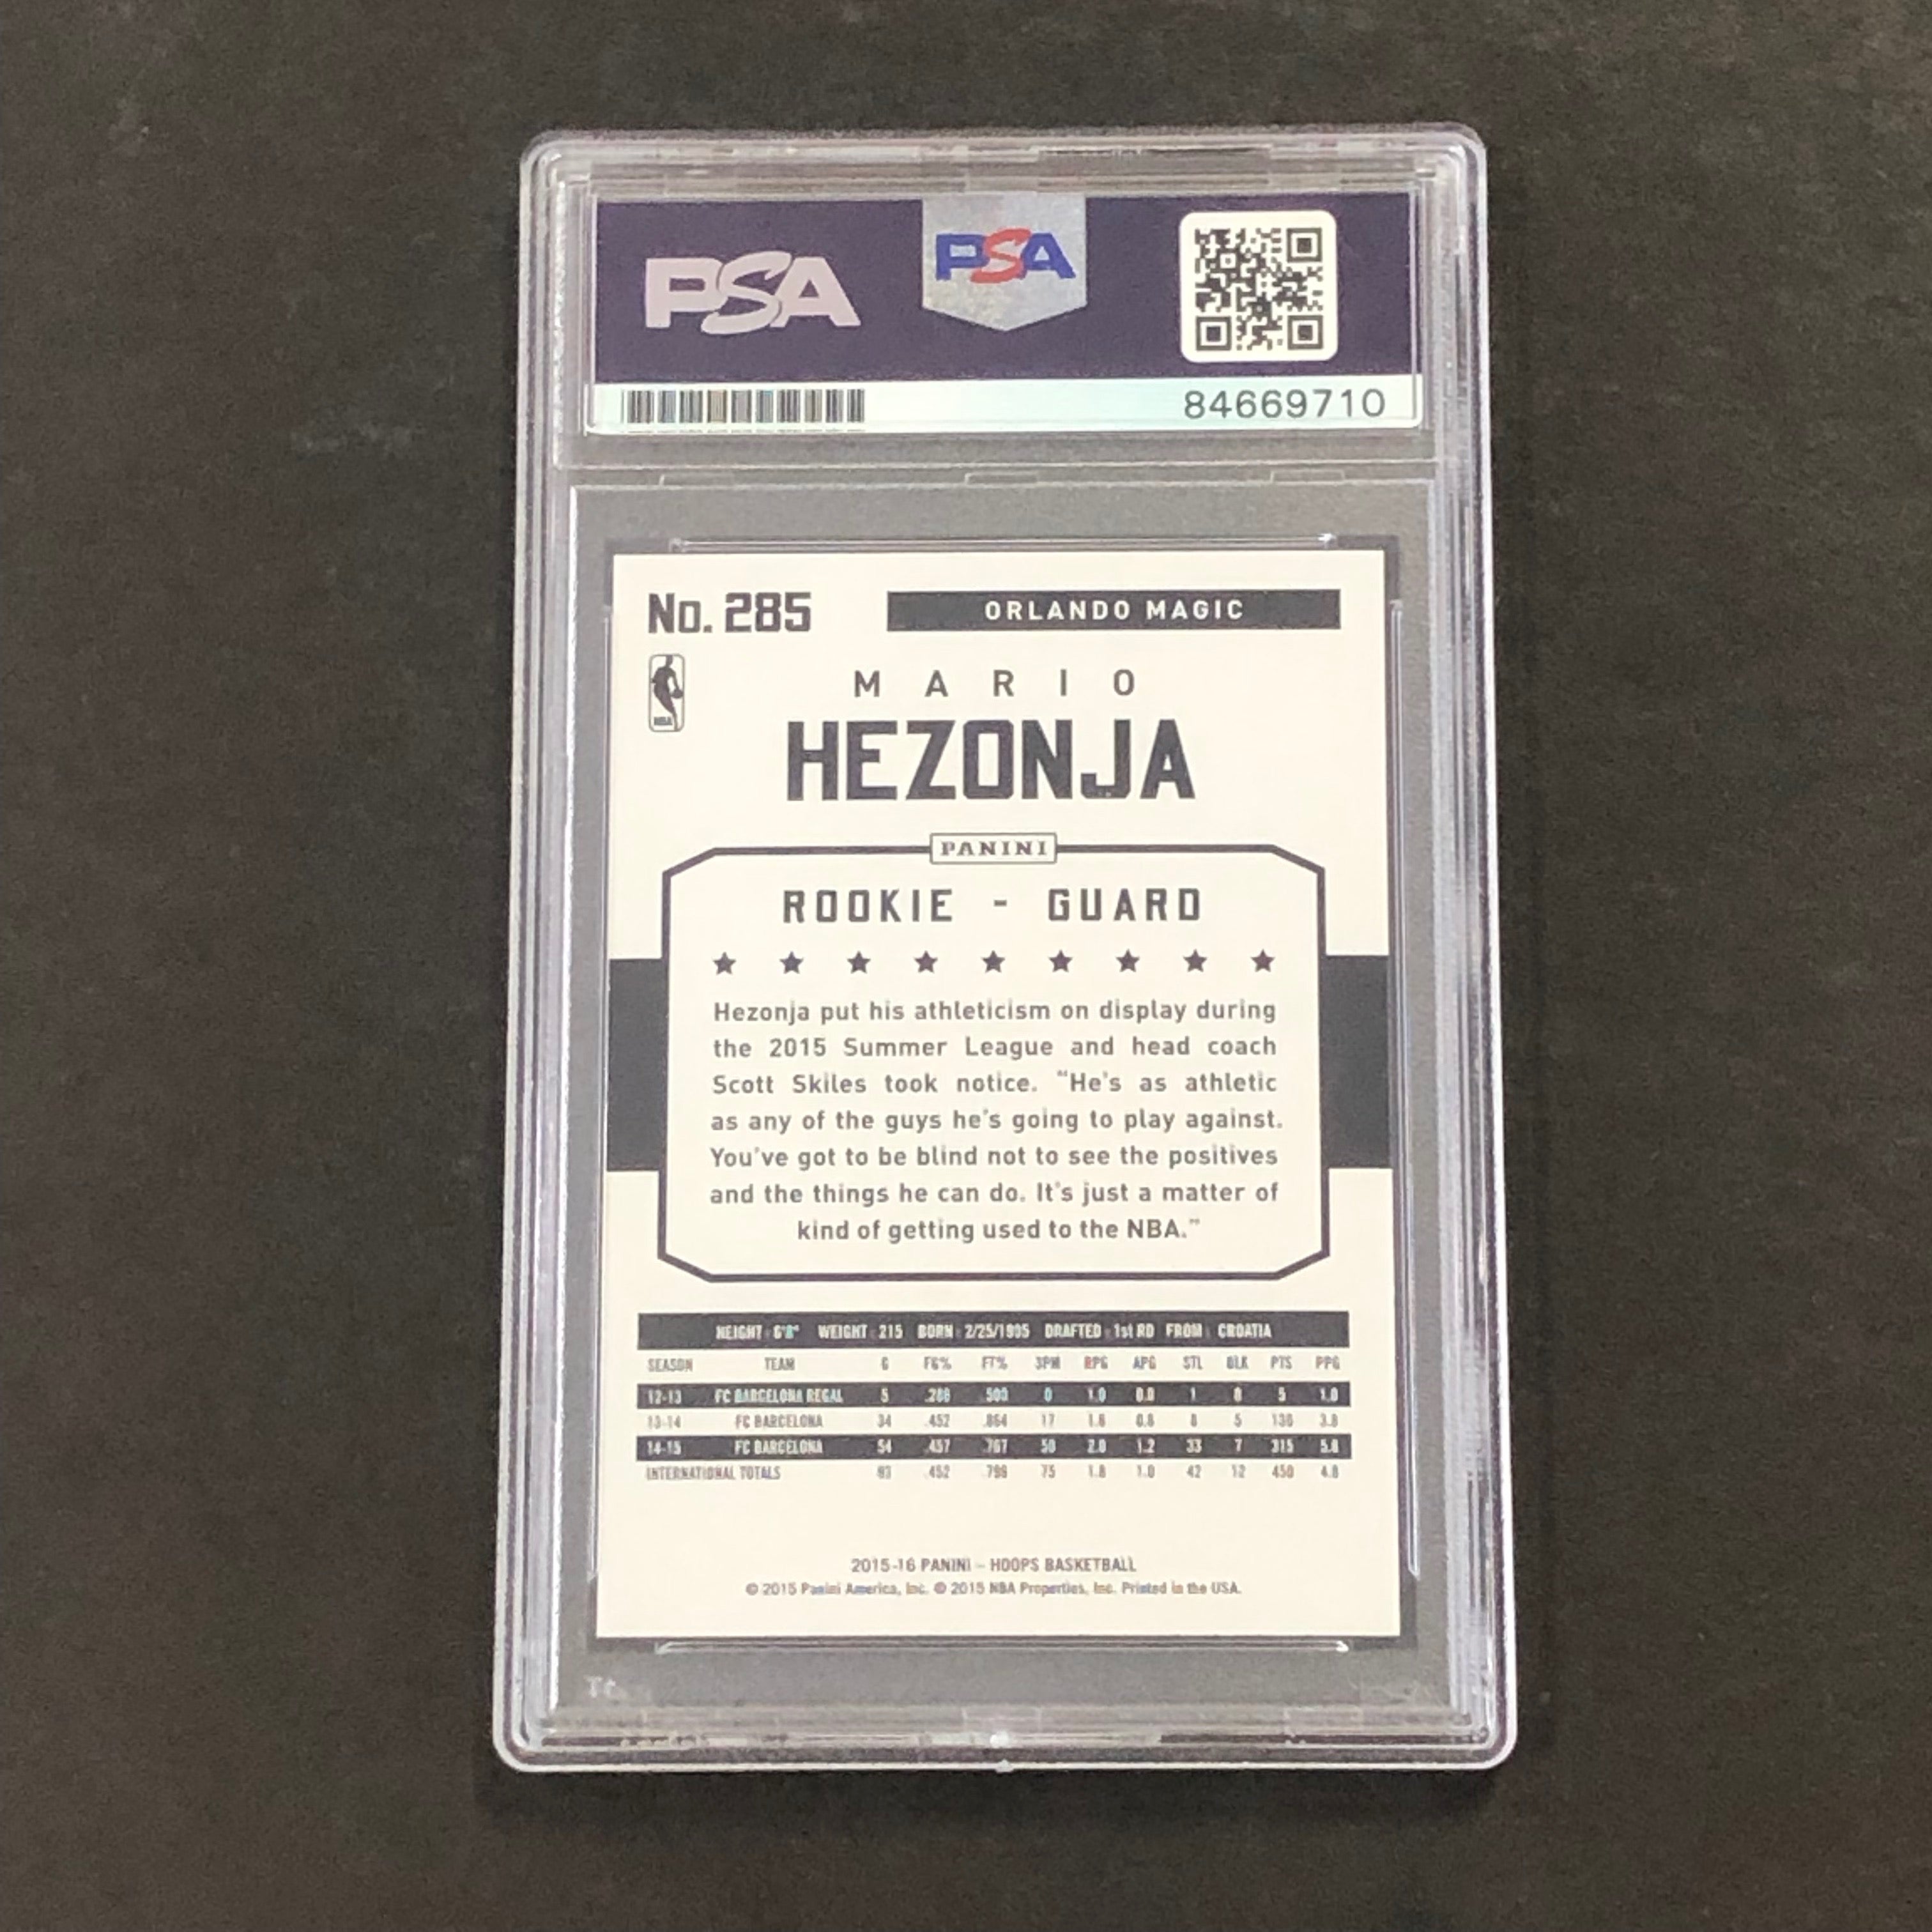 PSA
PSA
84669710
No. 285
ORLANDO MAGIC
NBA
MARIO
HEZONJA
PANINI
ROOKIE - GUARD
Hezonja put his athleticism on display during
the 2015 Summer League and head coach
Scott Skiles took notice. "He's as athletic
as any of the guys he's going to play against.
You've got to be blind not to see the positives
and the things he can do. It's just a matter of
kind of getting used to the NBA."
HEIGHT 6'8" WEIGHT 215 BORN 2/25/1995 DRAFTED 1st RD FROM CROATIA
SEASON TEAM G FG% FT% 3PM RPG APG STL BLK PTS PPG
12-13 FC BARCELONA REGAL 5 .500 0 1.0 0.0 1 0 5 1.0
13-14 FC BARCELONA 34 .452 .864 17 1.6 0.8 8 5 130 3.8
14-15 FC BARCELONA 54 .457 .767 58 2.0 1.2 33 7 315 5.8
INTERNATIONAL TOTALS 93 .452 75 1.8 1.0 42 12 450 4.8
2015-16 PANINI - HOOPS BASKETBALL
© 2015 Panini America, Inc. © 2015 NBA Properties, Inc. Printed in the USA.